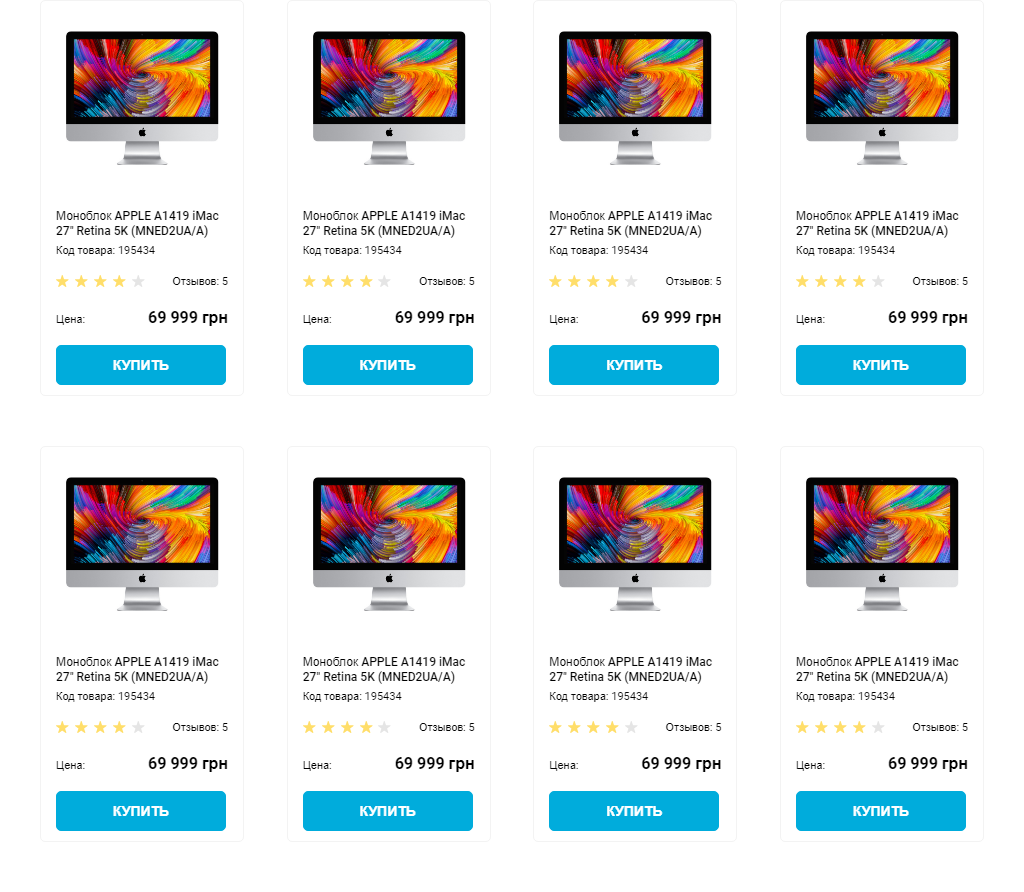 Моноблок APPLE A1419 iMac
27" Retina 5K (MNED2UA/A)
Код товара: 195434
Отзывов: 5
Цена: 69 999 грн
КУПИТЬ
Моноблок APPLE A1419 iMac
27" Retina 5K (MNED2UA/A)
Код товара: 195434
Отзывов: 5
Цена: 69 999 грн
КУПИТЬ
Моноблок APPLE A1419 iMac
27" Retina 5K (MNED2UA/A)
Код товара: 195434
Отзывов: 5
Цена: 69 999 грн
КУПИТЬ
Моноблок APPLE A1419 iMac
27" Retina 5K (MNED2UA/A)
Код товара: 195434
Отзывов: 5
Цена: 69 999 грн
КУПИТЬ
Моноблок APPLE A1419 iMac
27" Retina 5K (MNED2UA/A)
Код товара: 195434
Отзывов: 5
Цена: 69 999 грн
КУПИТЬ
Моноблок APPLE A1419 iMac
27" Retina 5K (MNED2UA/A)
Код товара: 195434
Отзывов: 5
Цена: 69 999 грн
КУПИТЬ
Моноблок APPLE A1419 iMac
27" Retina 5K (MNED2UA/A)
Код товара: 195434
Отзывов: 5
Цена: 69 999 грн
КУПИТЬ
Моноблок APPLE A1419 iMac
27" Retina 5K (MNED2UA/A)
Код товара: 195434
Отзывов: 5
Цена: 69 999 грн
КУПИТЬ